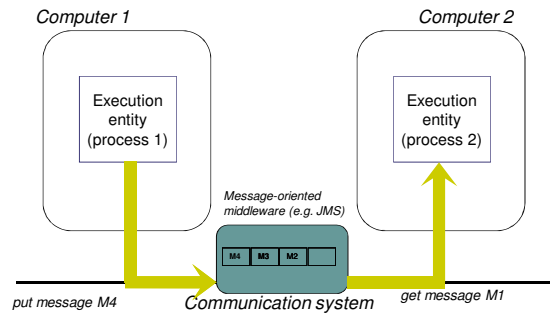 Computer 1
Computer 2
Execution
entity
(process 1)
Execution
entity
(process 2)
Message-oriented
middleware (e.g. JMS)
M4 M3 M2
put message M4
Communication system
get message M1